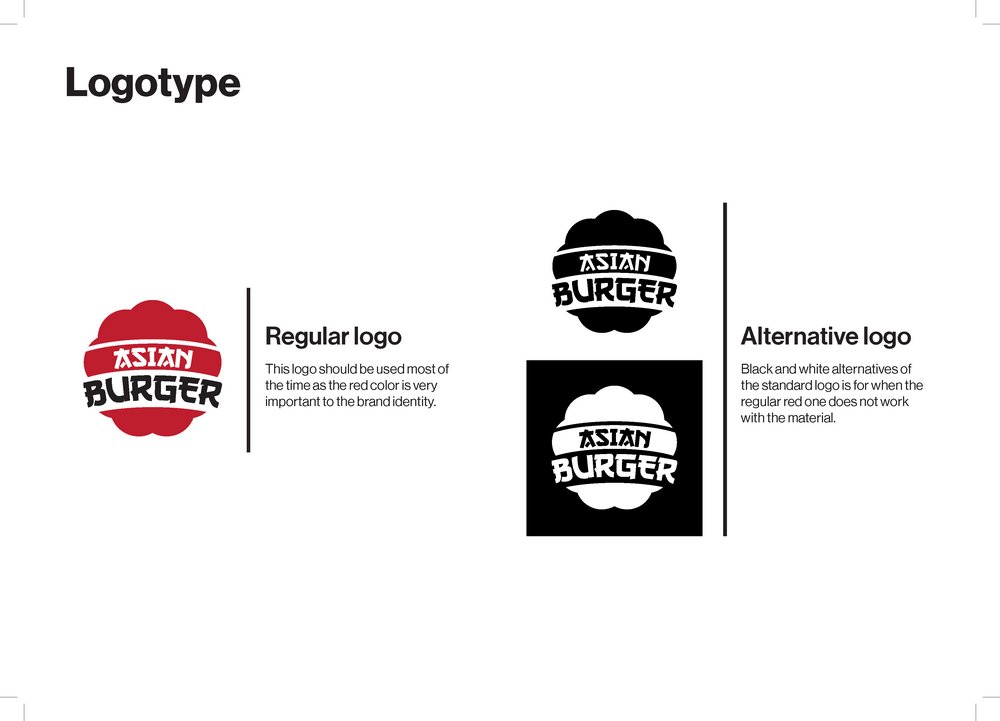 Logotype
ASIAN
BURGER
Regular logo
This logo should be used most of
the time as the red color is very
important to the brand identity.
ASIAN
BURGER
ASIAN
BURGER
Alternative logo
Black and white alternatives of
the standard logo is for when the
regular red one does not work
with the material.